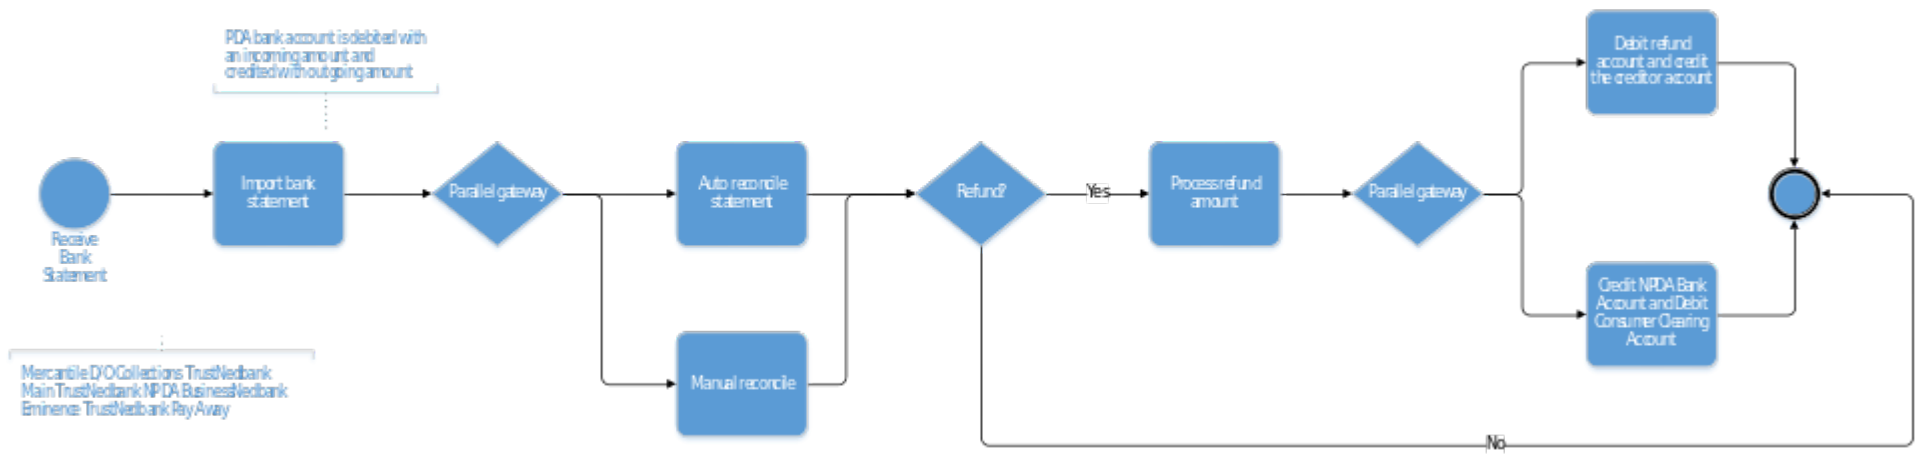 PDA bank account is debited with
an incoming amount and
credited with outgoing amount
Receive
Bank
Statement
Mercantile D/O Collections TrustNedbank
Main TrustNedbank NPDA BusinessNedbank
Eminence TrustNedbank Pay Away
Import bank
statement
Parallel gateway
Auto reconcile
statement
Manual reconcile
Refund?
Yes
No
Process refund
amount
Parallel gateway
Debit refund
account and credit
the creditor account
Credit NPDA Bank
Account and Debit
Consumer Clearing
Account